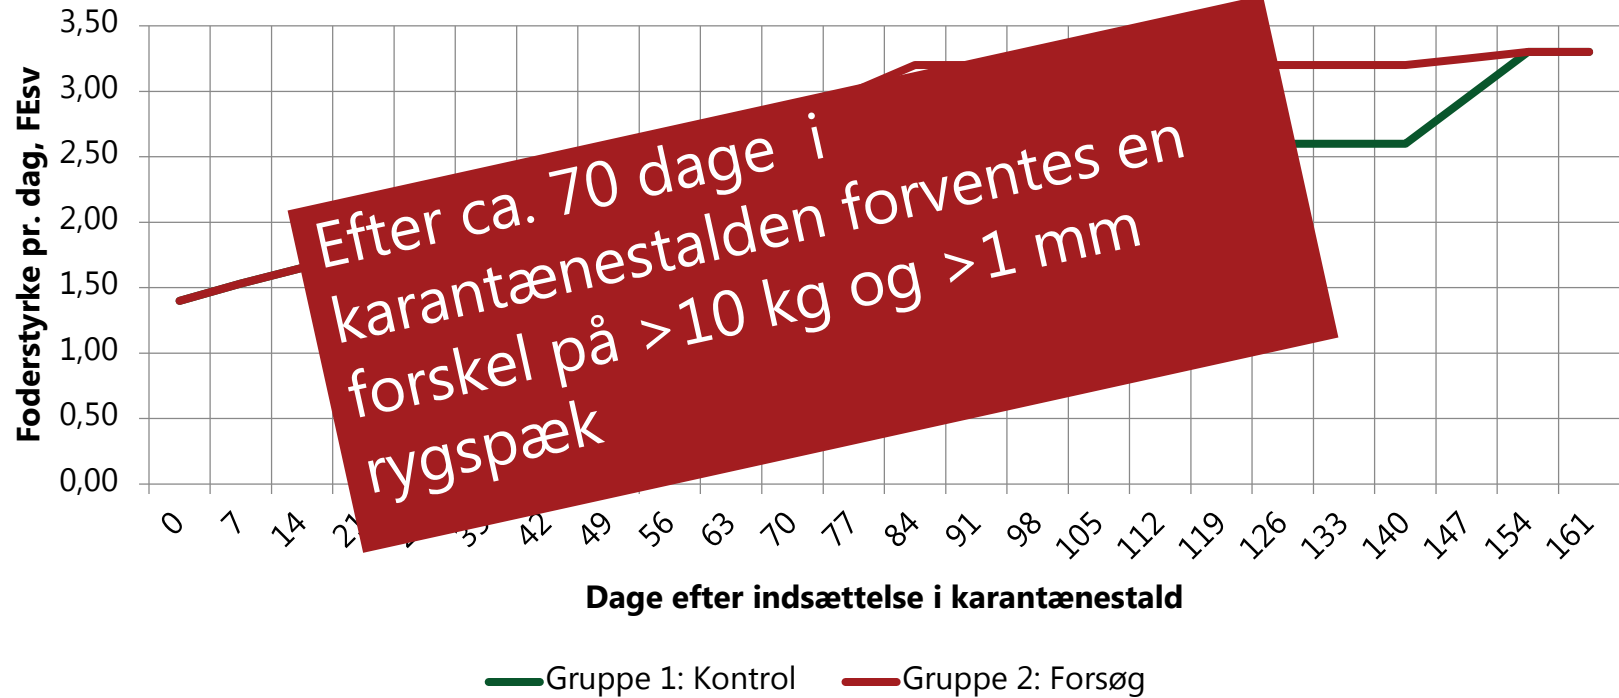 3,50
3,00
2,50
2,00
1,50
1,00
0,50
0,00
Foderstyrke pr. dag, FEsv
Efter ca. 70 dage i
karantænestalden forventes en
forskel på >10 kg og >1 mm
rygspæk
0 7 14 42 49 56 63 70 77 84 91 98 105 112 119 126 133 140 147 154 161
Dage efter indsættelse i karantænestald
Gruppe 1: Kontrol Gruppe 2: Forsøg